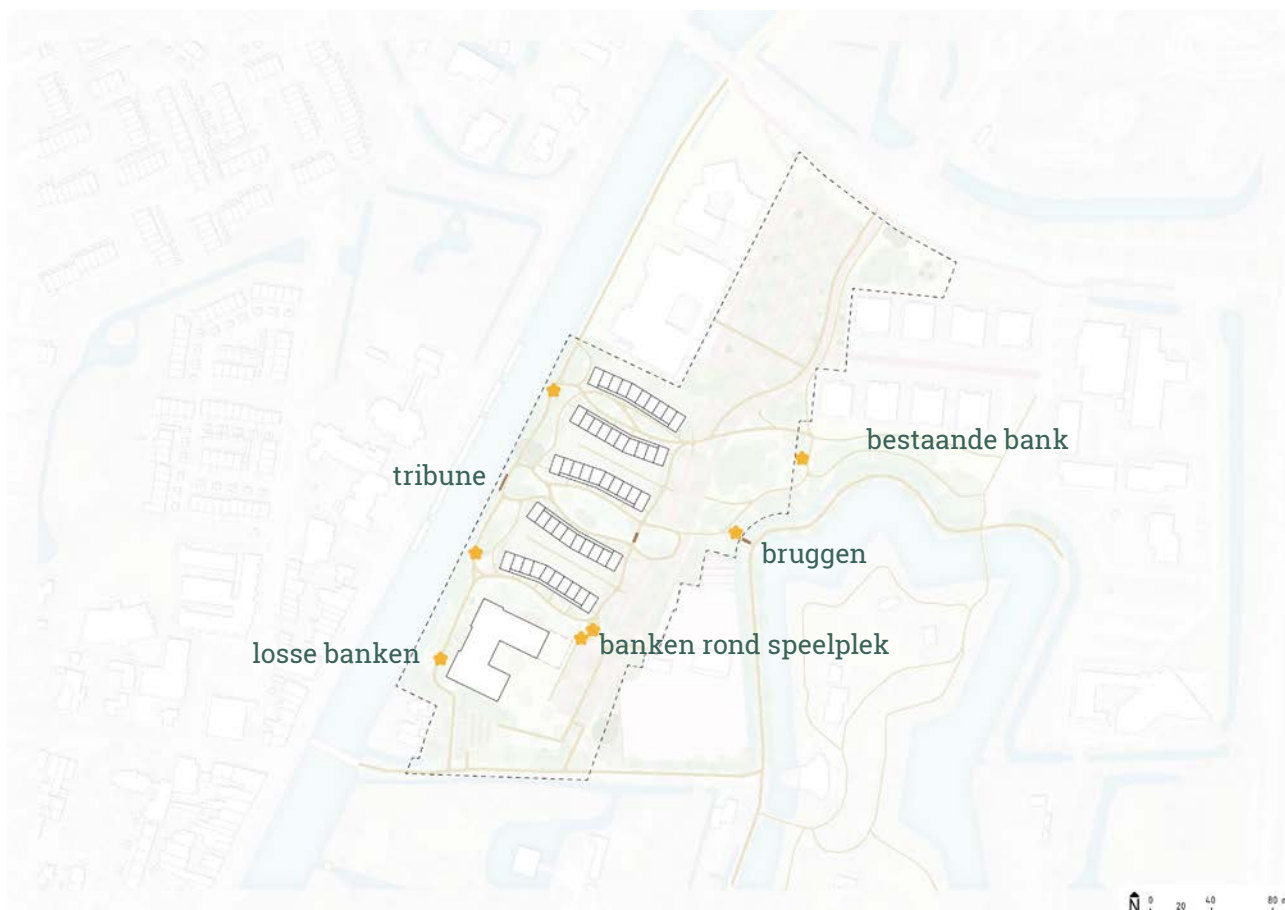 bestaande bank
tribune
bruggen
banken rond speelplek
losse banken
N 0 20 40 80